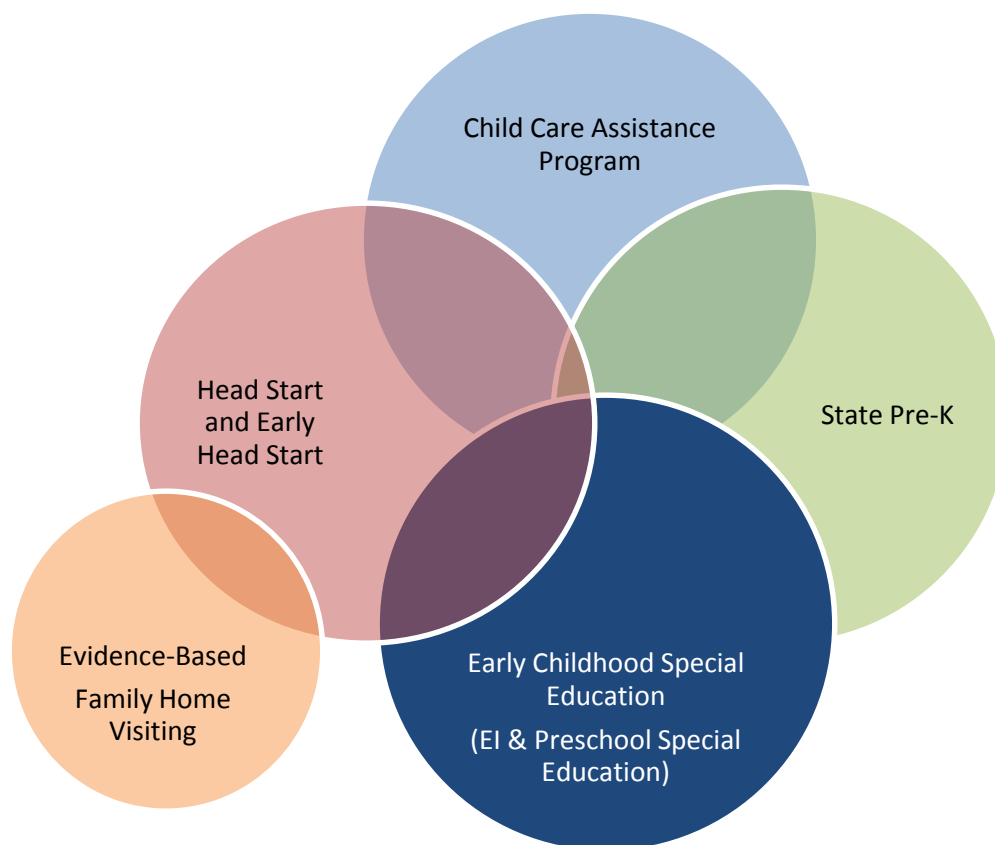 Child Care Assistance
Program
Head Start
and Early
Head Start
State Pre-K
Evidence-Based
Family Home
Visiting
Early Childhood Special
Education
(EI & Preschool Special
Education)